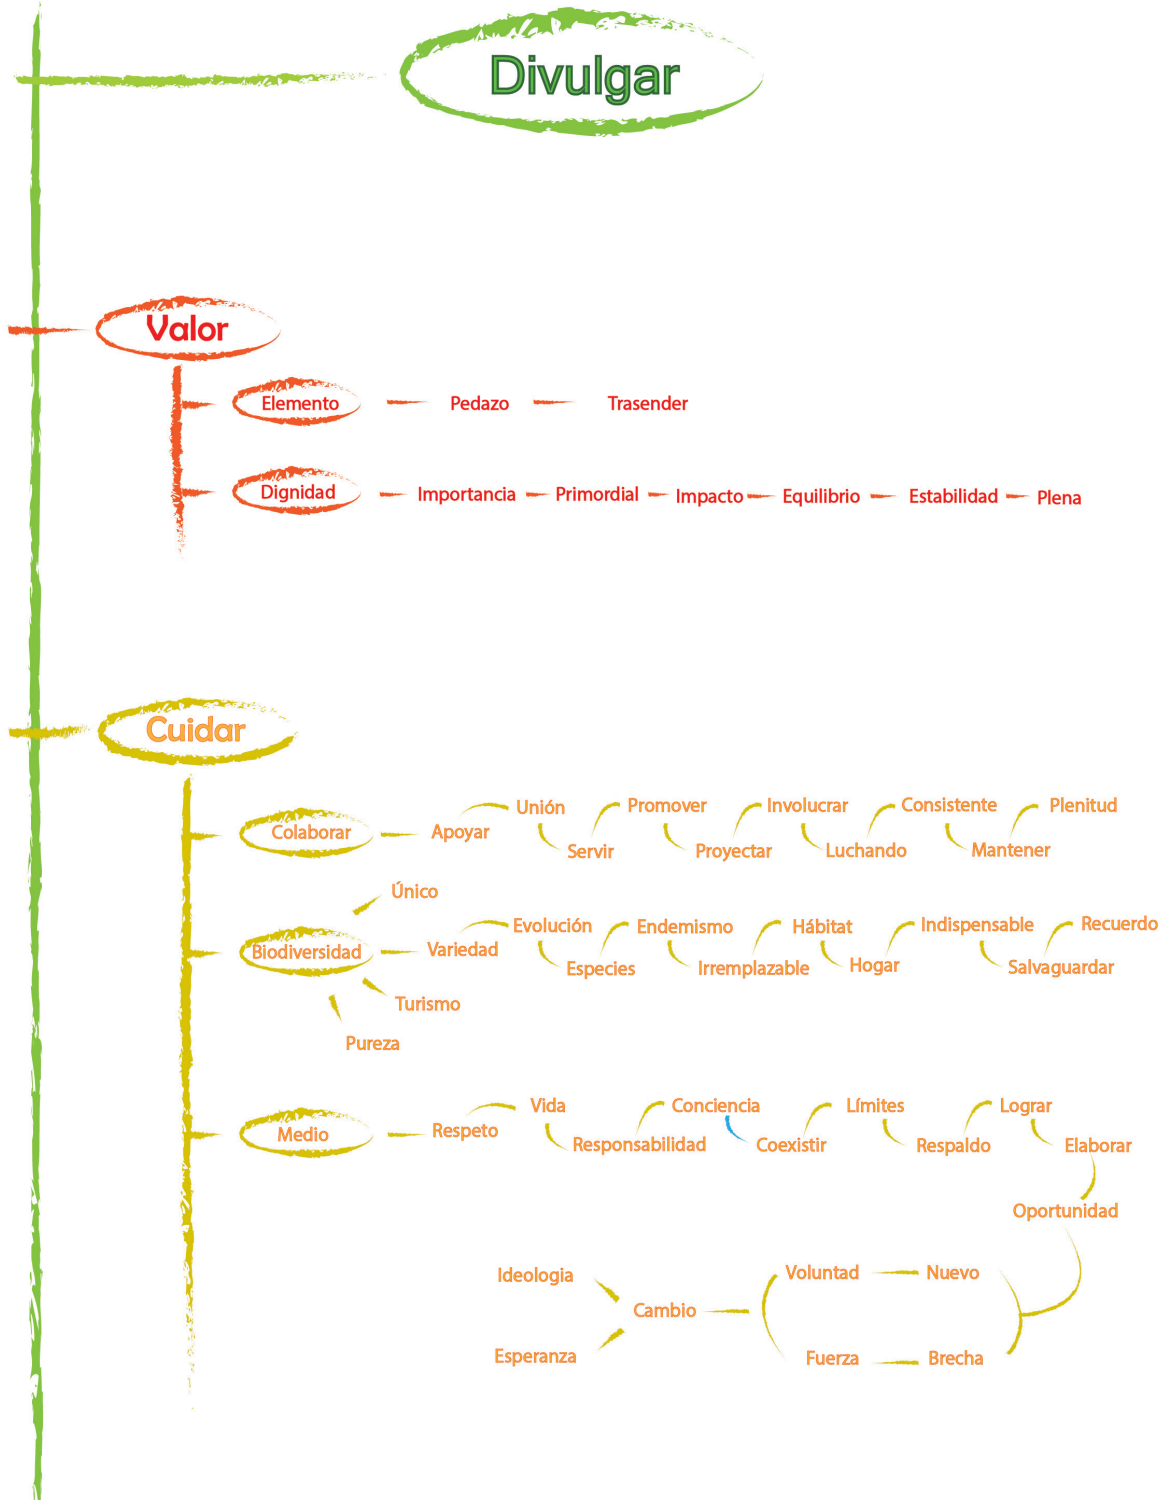 Divulgar
Valor
Elemento Pedazo Trasender
Dignidad Importancia Primordial Impacto Equilibrio Estabilidad Plena
Cuidar
Unión Promover Involucrar Consistente Plenitud
Colaborar Apoyar Servir Proyectar Luchando Mantener
Único
Evolución Endemismo Hábitat Indispensable Recuerdo
Biodiversidad Variedad Especies Irremplazable Hogar Salvaguardar
Turismo
Pureza
Vida Conciencia Límites Lograr
Medio Respeto Responsabilidad Coexistir Respaldo Elaborar
Oportunidad
Ideologia Voluntad Nuevo
Cambio
Esperanza Fuerza Brecha